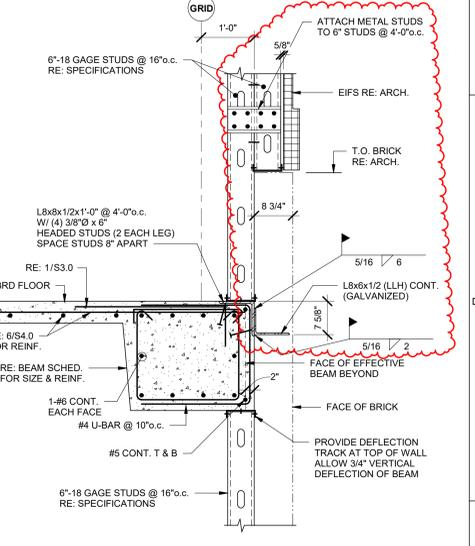 GRID
1'-0"
ATTACH METAL STUDS
TO 6" STUDS @ 4'-0"o.c.
5/8"
6"-18 GAGE STUDS @ 16"o.c.
RE: SPECIFICATIONS
EIFS RE: ARCH.
T.O. BRICK
RE: ARCH.
8 3/4"
L8x8x1/2x1'-0" @ 4'-0"o.c.
W/ (4) 3/8"Ø x 6"
HEADED STUDS (2 EACH LEG)
SPACE STUDS 8" APART
5/16 6
RE: 1/S3.0
L8x6x1/2 (LLH) CONT.
(GALVANIZED)
3RD FLOOR
7 5/8"
E: 6/S4.0
OR REINF.
5/16 2
RE: BEAM SCHED.
FOR SIZE & REINF.
FACE OF EFFECTIVE
BEAM BEYOND
2"
1-#6 CONT.
EACH FACE
FACE OF BRICK
#4 U-BAR @ 10"o.c.
#5 CONT. T & B
PROVIDE DEFLECTION
TRACK AT TOP OF WALL
ALLOW 3/4" VERTICAL
DEFLECTION OF BEAM
6"-18 GAGE STUDS @ 16"o.c.
RE: SPECIFICATIONS